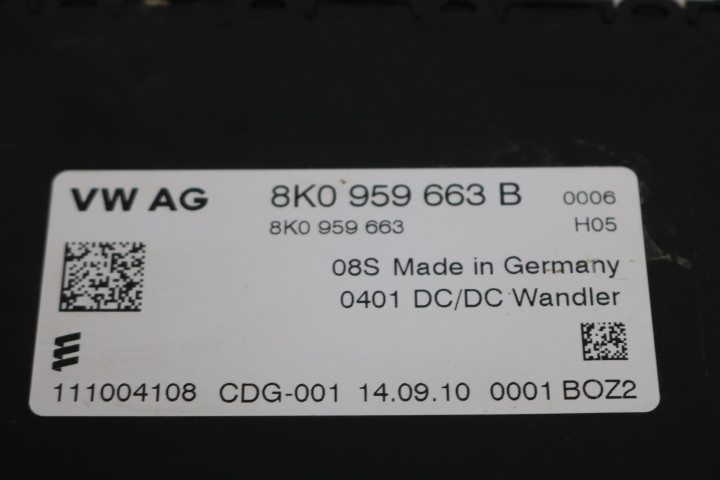 VW AG 8K0 959 663 B 0006
8K0 959 663 H05
08S Made in Germany
0401 DC/DC Wandler
111004108 CDG-001 14.09.10 0001 BOZ2